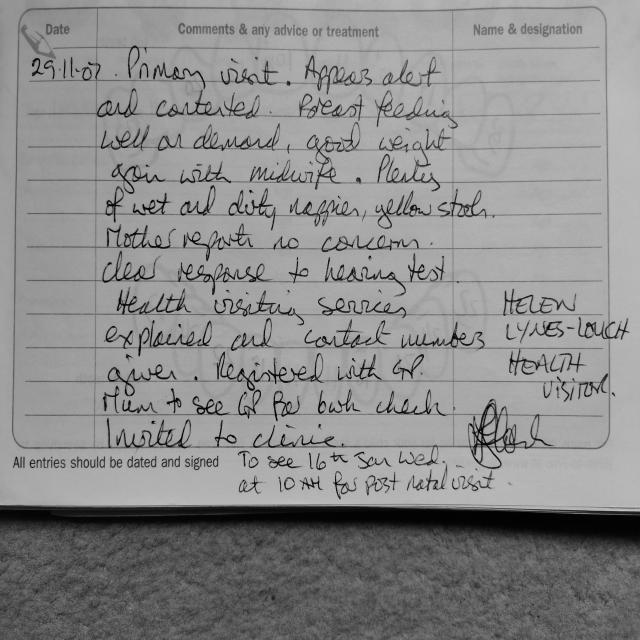 Date Comments & any advice or treatment Name & designation
29.11.07. Primary visit. Appears alert
and contented. Breast feeding
well on demand, good weight
gain with midwife. Plenty
of wet and dirty nappies, yellow stools.
Mother reports no concerns.
clear response to hearing test.
Health visiting services
explained and contact numbers
given. Registered with GP.
Mum to see GP for both check.
Invited to clinic.
HELEN
LYNES-LOUCH
HEALTH
VISITOR.
All entries should be dated and signed
To see 16th Jan Wed.
at 10 AM for post natal visit.